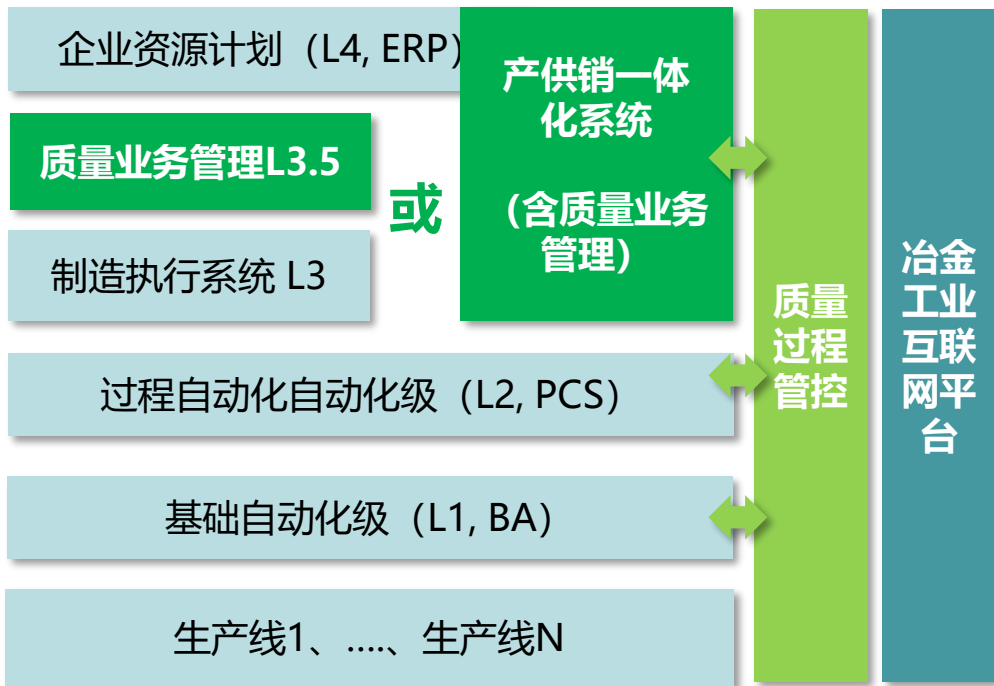 企业资源计划（L4, ERP）
质量业务管理L3.5
制造执行系统 L3
或
产供销一体
化系统
（含质量业务
管理）
过程自动化自动化级（L2, PCS）
基础自动化级（L1, BA）
生产线1、....、生产线N
质量
过程
管控
冶金
工业
互联
网平
台